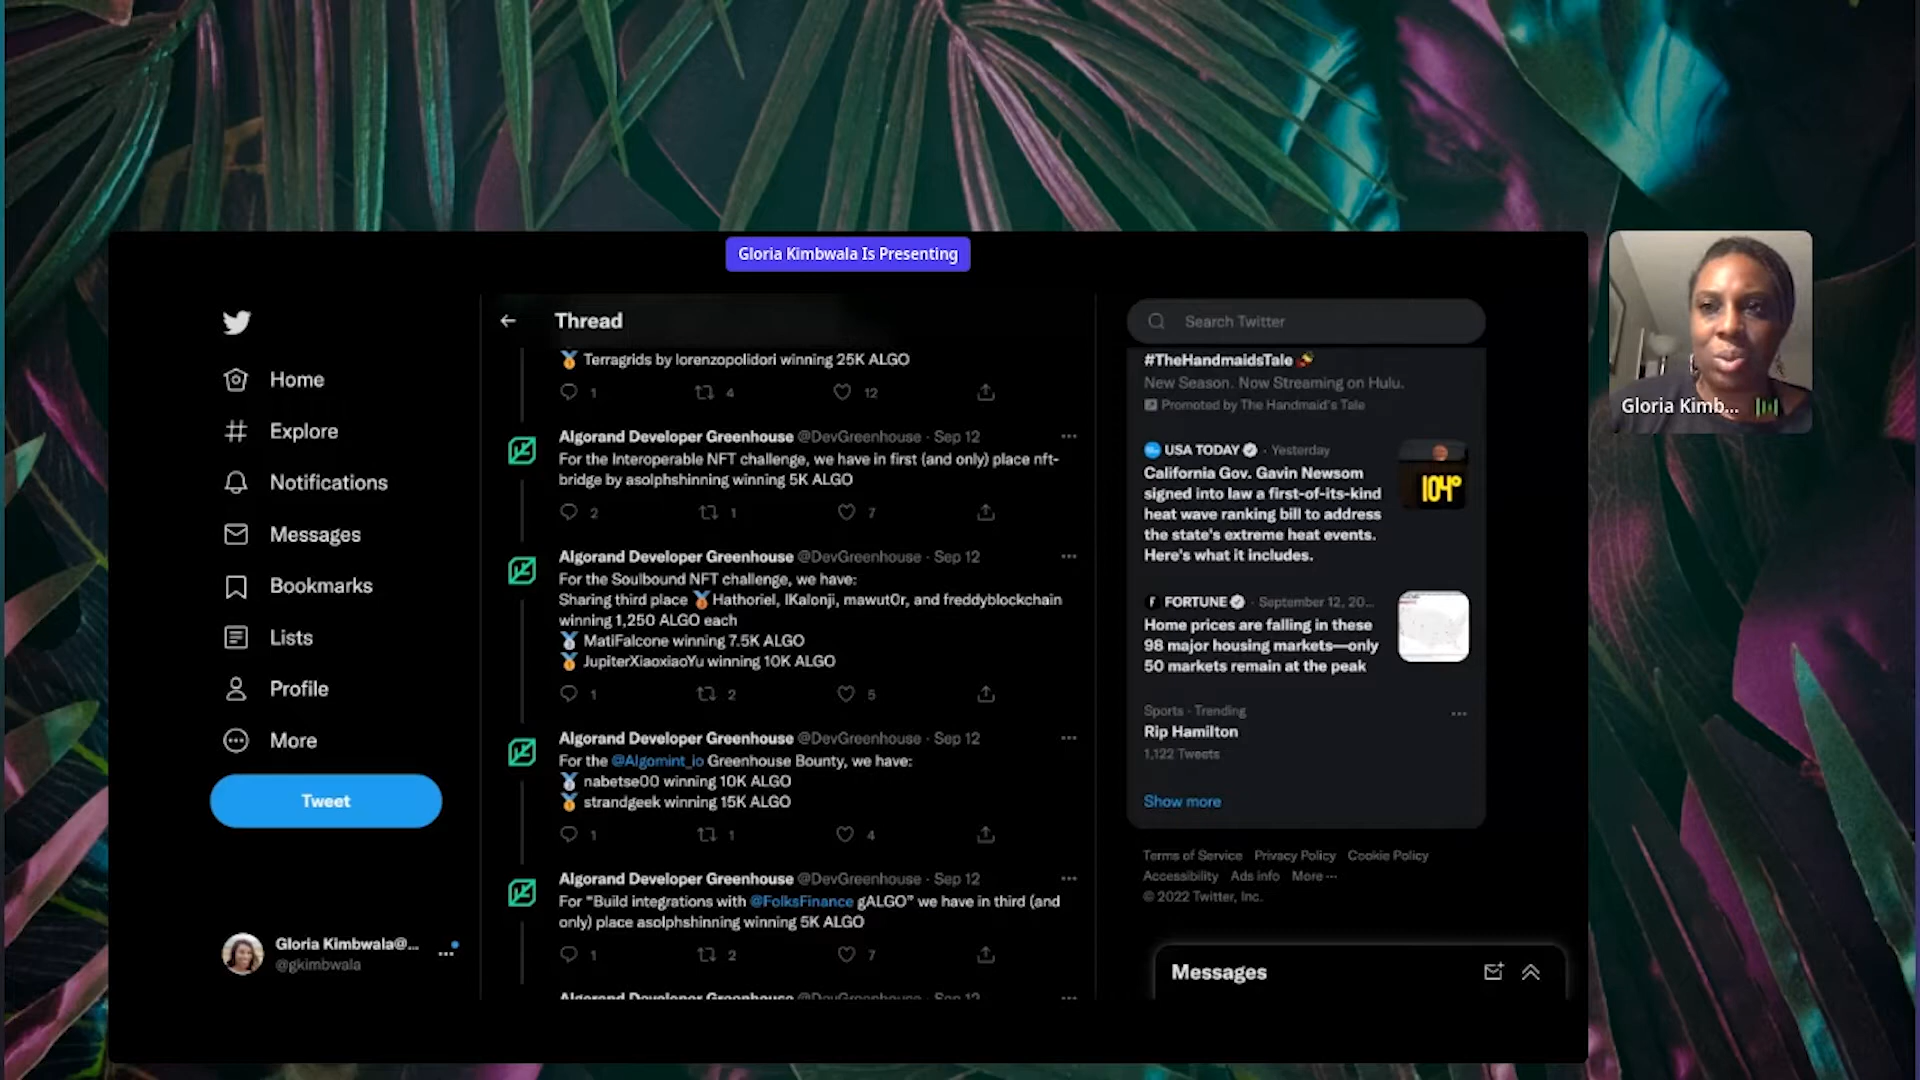 Gloria Kimbwala Is Presenting
Home
Explore
Notifications
Messages
Bookmarks
Lists
Profile
More
Tweet
Gloria Kimbwala@...
@gkimbwala
Thread
Terragrids by lorenzopolidori winning 25K ALGO
1 4 12
Algorand Developer Greenhouse @DevGreenhouse · Sep 12
For the Interoperable NFT challenge, we have in first (and only) place nft-
bridge by asolphshinning winning 5K ALGO
2 1 7
Algorand Developer Greenhouse @DevGreenhouse · Sep 12
For the Soulbound NFT challenge, we have:
Sharing third place 🥉Hathoriel, IKalonji, mawut0r, and freddyblockchain
winning 1,250 ALGO each
🥈 MatiFalcone winning 7.5K ALGO
🥇 JupiterXiaoxiaoYu winning 10K ALGO
1 2 5
Algorand Developer Greenhouse @DevGreenhouse · Sep 12
For the @Algomint_io Greenhouse Bounty, we have:
🥈 nabetse00 winning 10K ALGO
🥇 strandgeek winning 15K ALGO
1 1 4
Algorand Developer Greenhouse @DevGreenhouse · Sep 12
For "Build integrations with @FolksFinance gALGO" we have in third (and
only) place asolphshinning winning 5K ALGO
1 2 7
Algorand Developer Greenhouse @DevGreenhouse · Sep 12
Search Twitter
#TheHandmaidsTale
New Season. Now Streaming on Hulu.
Promoted by The Handmaid's Tale
USA TODAY · Yesterday
California Gov. Gavin Newsom
signed into law a first-of-its-kind
heat wave ranking bill to address
the state's extreme heat events.
Here's what it includes.
104°
FORTUNE · September 12, 20...
Home prices are falling in these
98 major housing markets—only
50 markets remain at the peak
Sports · Trending
Rip Hamilton
1,122 Tweets
Show more
Terms of Service Privacy Policy Cookie Policy
Accessibility Ads info More ···
© 2022 Twitter, Inc.
Messages
Gloria Kimb...